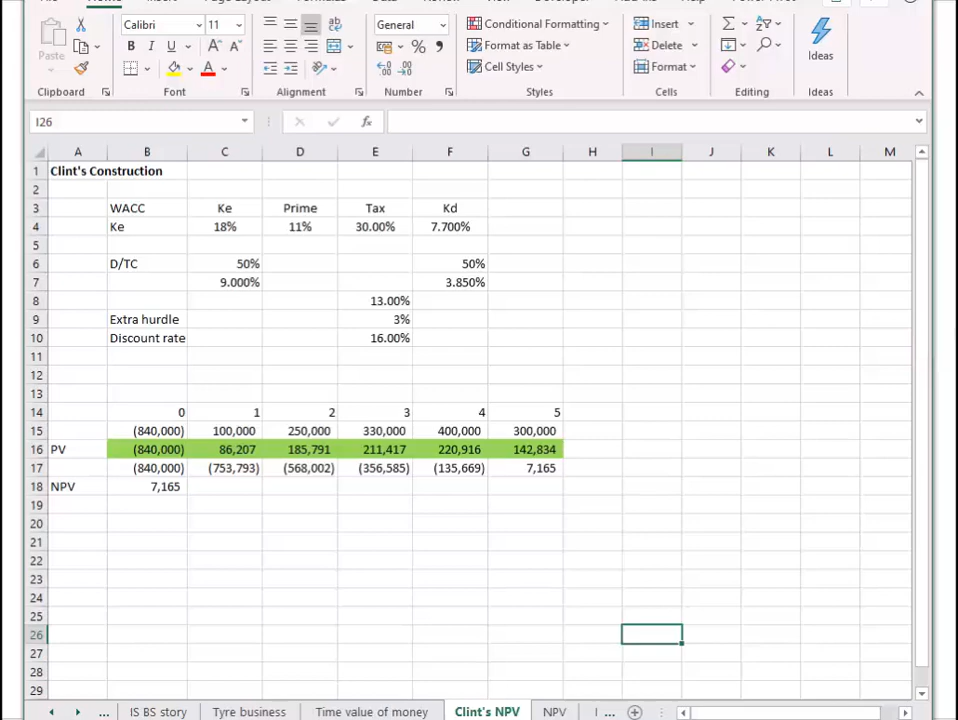 Calibri 11 General Conditional Formatting Insert
Paste B I U Format as Table Delete Ideas
A Cell Styles Format
Clipboard Font Alignment Number Styles Cells Editing Ideas
I26 fx
A B C D E F G H I J K L M
1 Clint's Construction
2
3 WACC Ke Prime Tax Kd
4 Ke 18% 11% 30.00% 7.700%
5
6 D/TC 50% 50%
7 9.000% 3.850%
8 13.00%
9 Extra hurdle 3%
10 Discount rate 16.00%
11
12
13
14 0 1 2 3 4 5
15 (840,000) 100,000 250,000 330,000 400,000 300,000
16 PV (840,000) 86,207 185,791 211,417 220,916 142,834
17 (840,000) (753,793) (568,002) (356,585) (135,669) 7,165
18 NPV 7,165
19
20
21
22
23
24
25
26
27
28
29
... IS BS story Tyre business Time value of money Clint's NPV NPV I ...